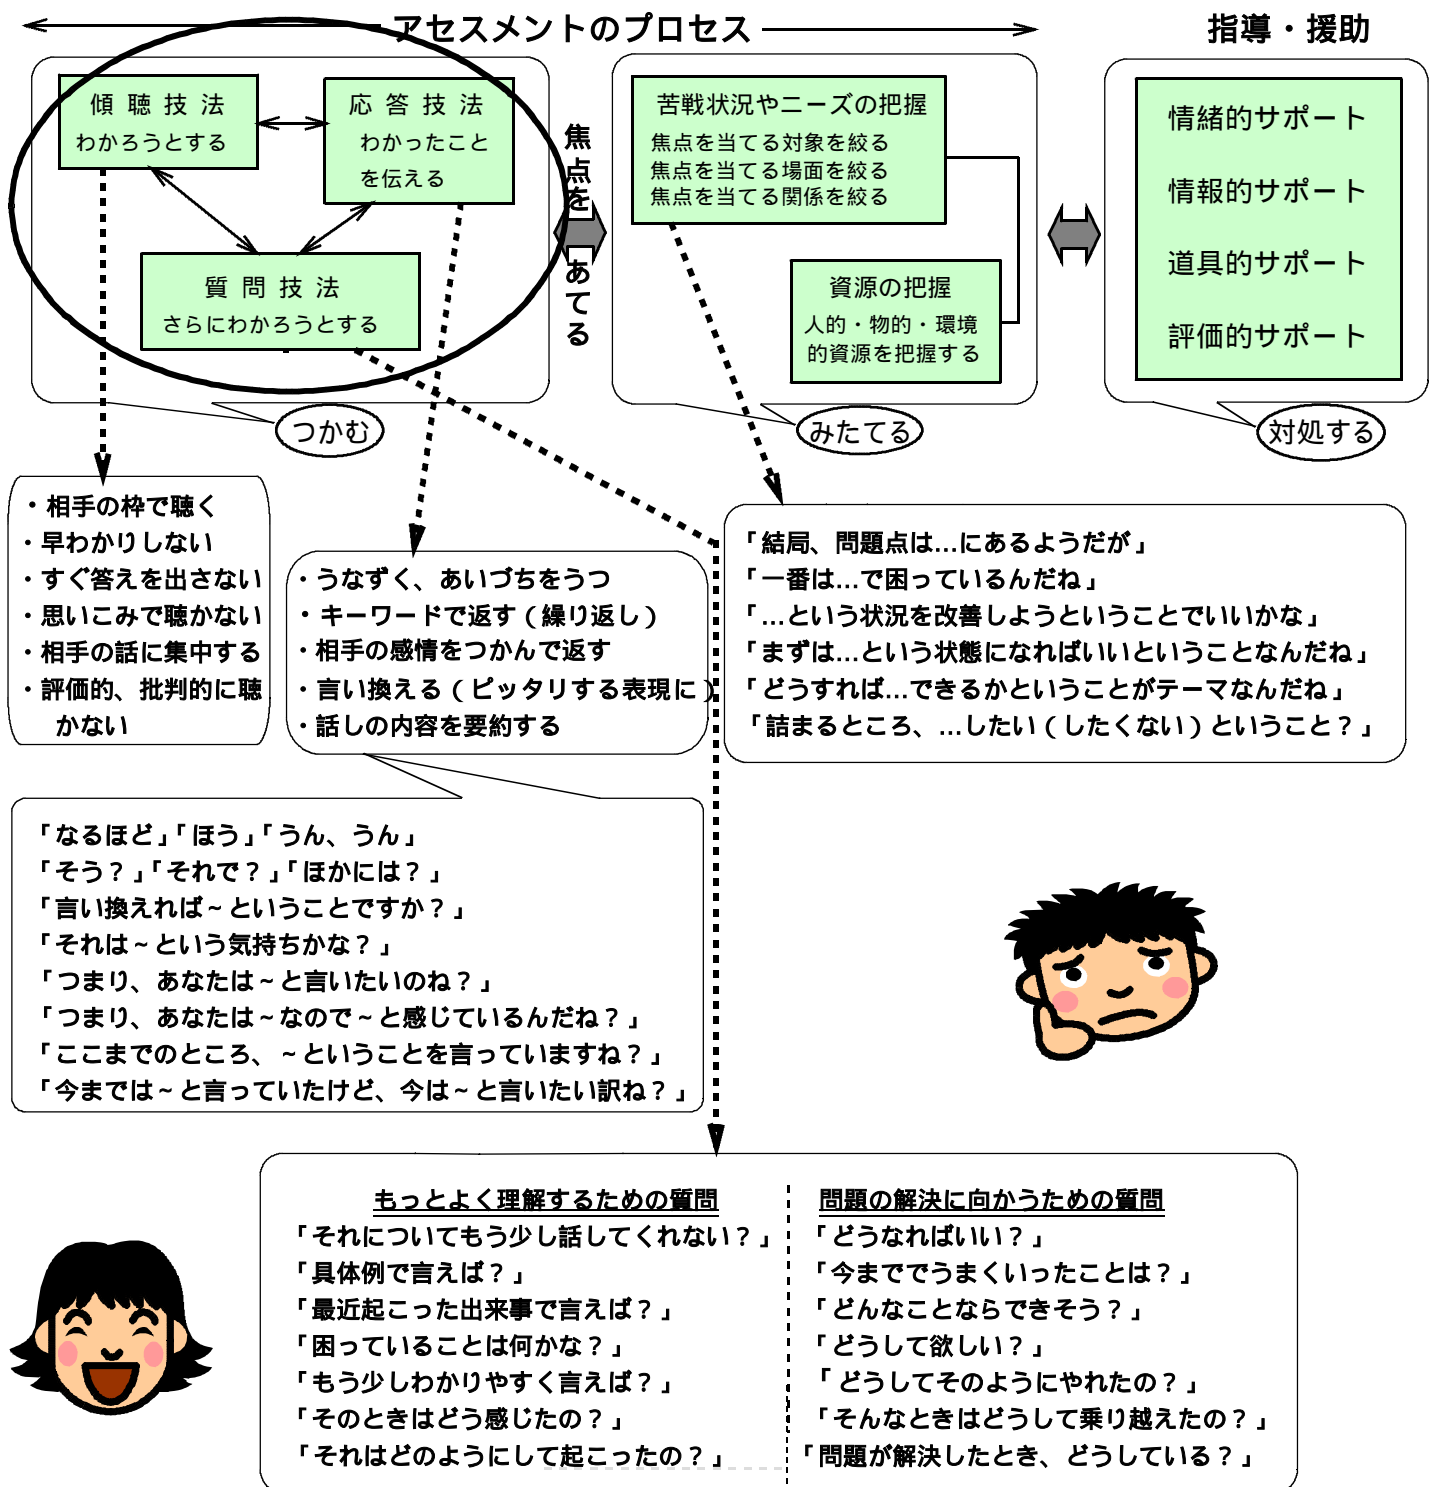 アセスメントのプロセス
指導・援助
傾聴技法
わかろうとする
応答技法
わかったこと
を伝える
質問技法
さらにわかろうとする
つかむ
焦点をあてる
苦戦状況やニーズの把握
焦点を当てる対象を絞る
焦点を当てる場面を絞る
焦点を当てる関係を絞る
資源の把握
人的・物的・環境
的資源を把握する
みたてる
情緒的サポート
情報的サポート
道具的サポート
評価的サポート
対処する
・相手の枠で聴く
・早わかりしない
・すぐ答えを出さない
・思いこみで聴かない
・相手の話に集中する
・評価的、批判的に聴
かない
・うなずく、あいづちをうつ
・キーワードで返す（繰り返し）
・相手の感情をつかんで返す
・言い換える（ピッタリする表現に）
・話しの内容を要約する
「結局、問題点は…にあるようだが」
「一番は…で困っているんだね」
「…という状況を改善しようということでいいかな」
「まずは…という状態になればいいということなんだね」
「どうすれば…できるかということがテーマなんだね」
「詰まるところ、…したい（したくない）ということ？」
「なるほど」「ほう」「うん、うん」
「そう？」「それで？」「ほかには？」
「言い換えれば～ということですか？」
「それは～という気持ちかな？」
「つまり、あなたは～と言いたいのね？」
「つまり、あなたは～なので～と感じているんだね？」
「ここまでのところ、～ということを言っていますね？」
「今までは～と言っていたけど、今は～と言いたい訳ね？」
もっとよく理解するための質問
「それについてもう少し話してくれない？」
「具体例で言えば？」
「最近起こった出来事で言えば？」
「困っていることは何かな？」
「もう少しわかりやすく言えば？」
「そのときはどう感じたの？」
「それはどのようにして起こったの？」
問題の解決に向かうための質問
「どうなればいい？」
「今まででうまくいったことは？」
「どんなことならできそう？」
「どうして欲しい？」
「どうしてそのようにやれたの？」
「そんなときはどうして乗り越えたの？」
「問題が解決したとき、どうしている？」